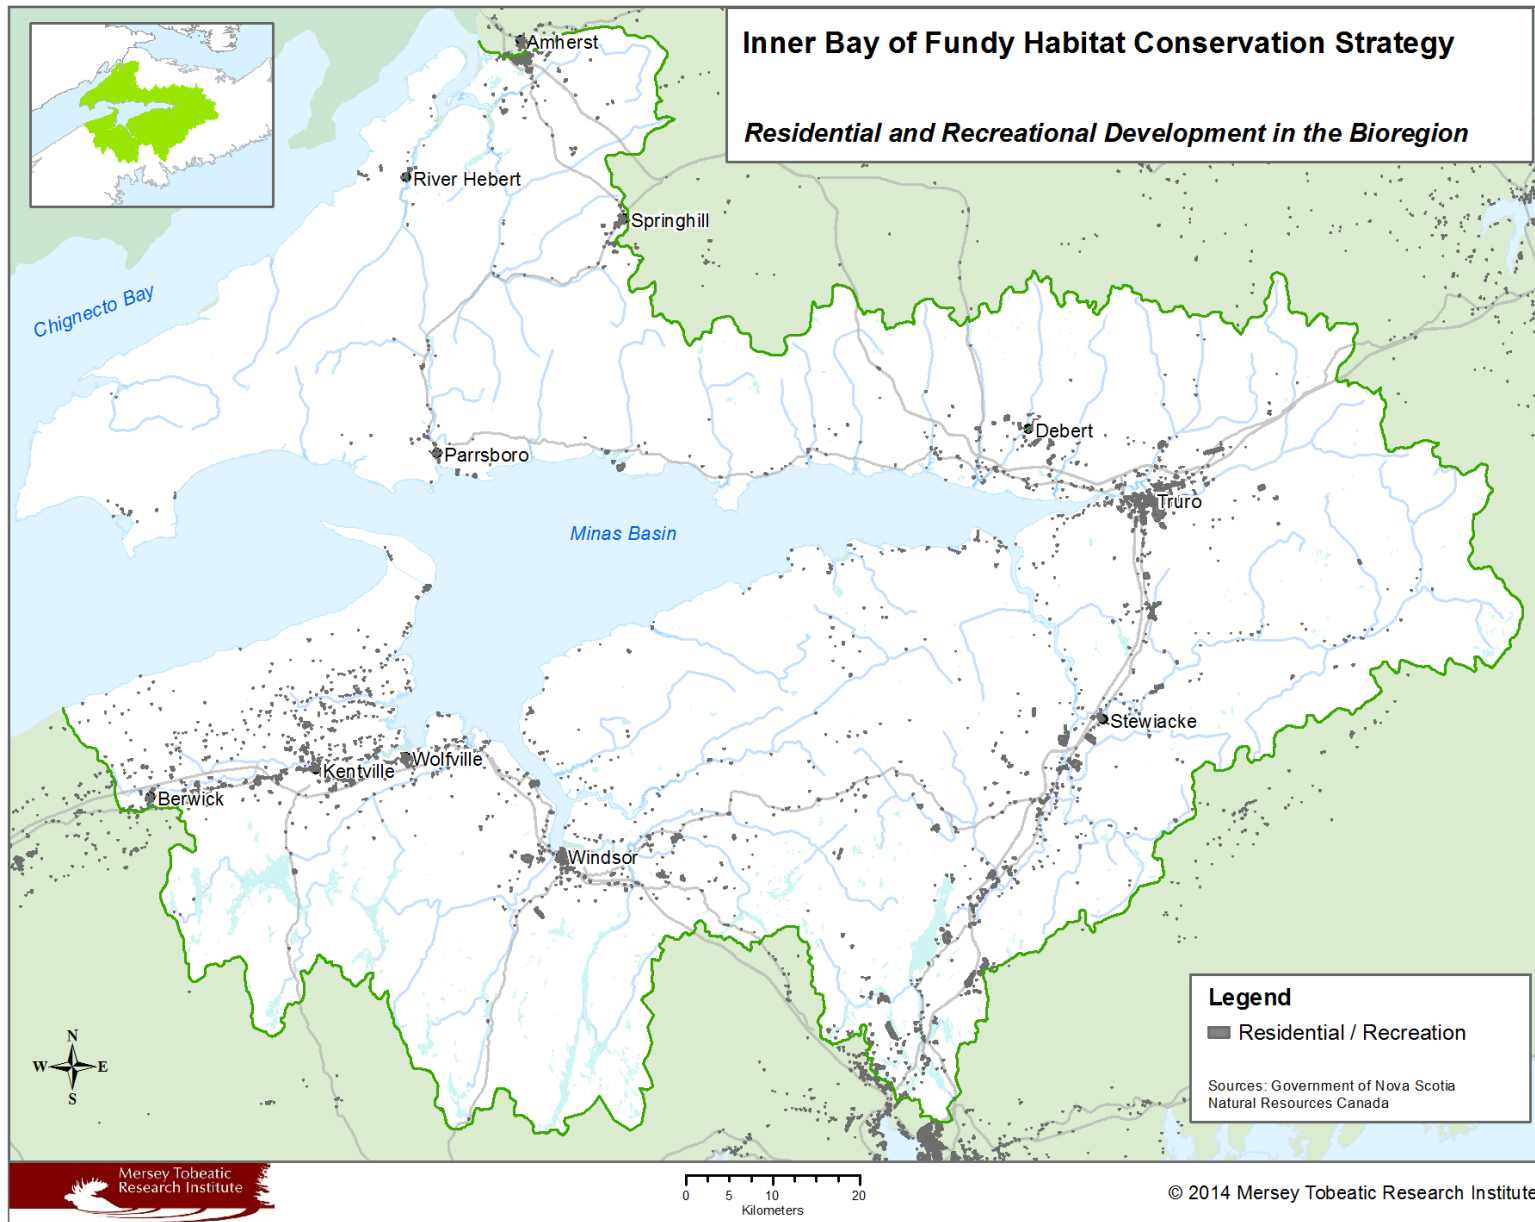 Inner Bay of Fundy Habitat Conservation Strategy
Residential and Recreational Development in the Bioregion
Amherst
River Hebert
Springhill
Chignecto Bay
Debert
Parrsboro
Truro
Minas Basin
Stewiacke
Wolfville
Kentville
Berwick
Windsor
Legend
Residential / Recreation
Sources: Government of Nova Scotia
Natural Resources Canada
N
W E
S
Mersey Tobeatic
Research Institute
0 5 10 20
Kilometers
© 2014 Mersey Tobeatic Research Institute